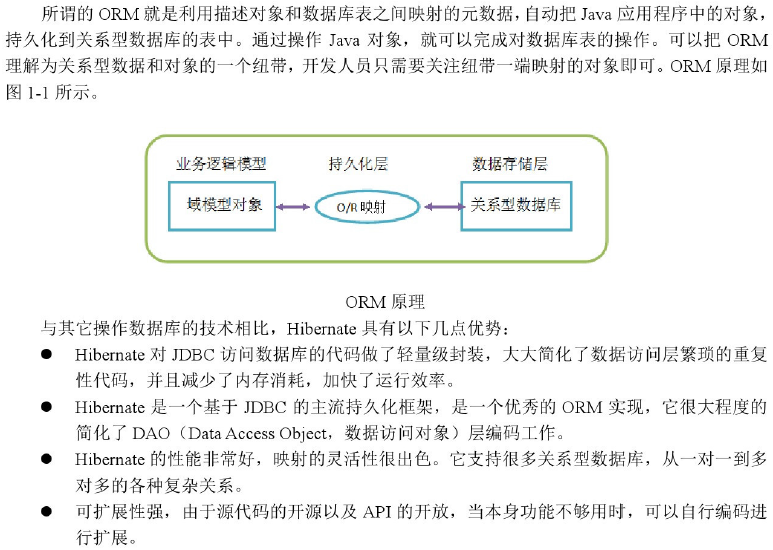 所谓的 ORM 就是利用描述对象和数据库表之间映射的元数据，自动把 Java 应用程序中的对象，
持久化到关系型数据库的表中。通过操作 Java 对象，就可以完成对数据库表的操作。可以把 ORM
理解为关系型数据和对象的一个纽带，开发人员只需要关注纽带一端映射的对象即可。ORM 原理如
图 1-1 所示。
业务逻辑模型 持久化层 数据存储层
域模型对象 O/R 映射 关系型数据库
ORM 原理
与其它操作数据库的技术相比，Hibernate 具有以下几点优势：
● Hibernate 对 JDBC 访问数据库的代码做了轻量级封装，大大简化了数据访问层繁琐的重复
性代码，并且减少了内存消耗，加快了运行效率。
● Hibernate 是一个基于 JDBC 的主流持久化框架，是一个优秀的 ORM 实现，它很大程度的
简化了 DAO（Data Access Object，数据访问对象）层编码工作。
● Hibernate 的性能非常好，映射的灵活性很出色。它支持很多关系型数据库，从一对一到多
对多的各种复杂关系。
● 可扩展性强，由于源代码的开源以及 API 的开放，当本身功能不够用时，可以自行编码进
行扩展。